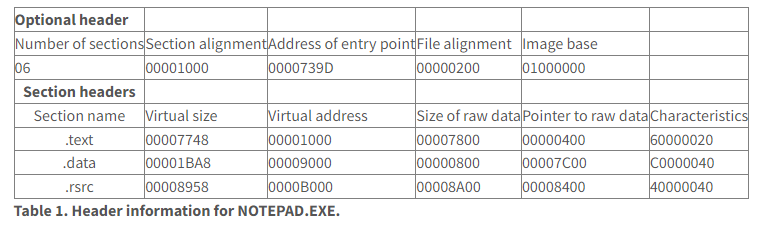 Optional header
Number of sections Section alignment Address of entry point File alignment Image base
06 00001000 0000739D 00000200 01000000
Section headers
Section name Virtual size Virtual address Size of raw data Pointer to raw data Characteristics
.text 00007748 00001000 00007800 00000400 60000020
.data 00001BA8 00009000 00000800 00007C00 C0000040
.rsrc 00008958 0000B000 00008A00 00008400 40000040
Table 1. Header information for NOTEPAD.EXE.